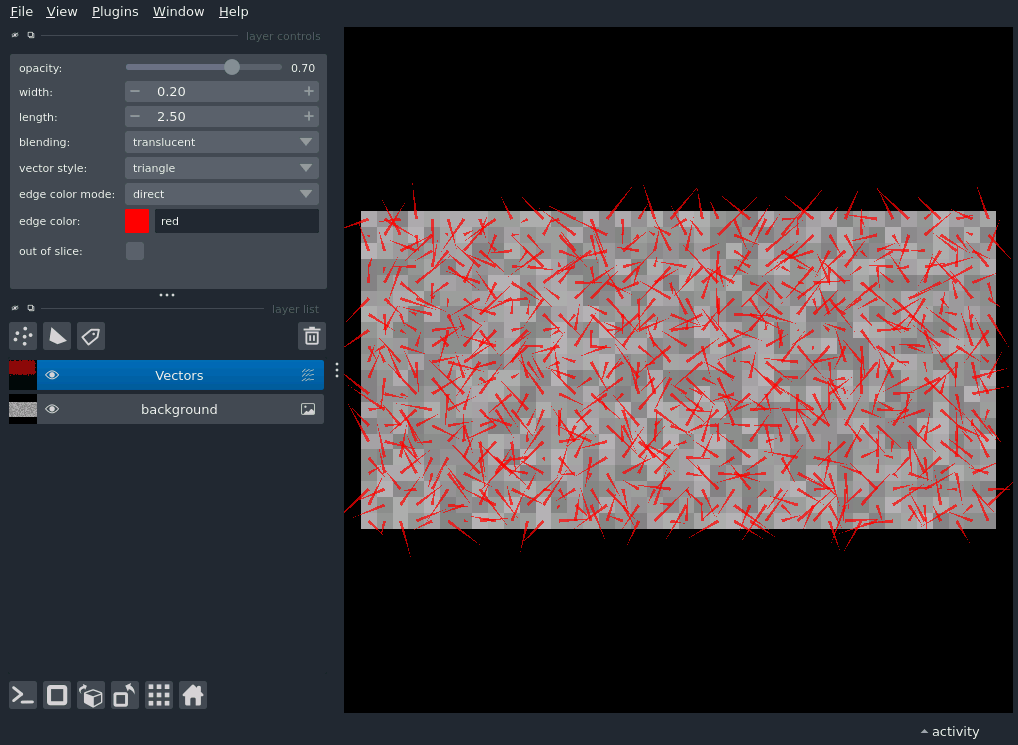 File View Plugins Window Help
layer controls
opacity: 0.70
width: 0.20
length: 2.50
blending: translucent
vector style: triangle
edge color mode: direct
edge color: red
out of slice:
layer list
Vectors
background
activity